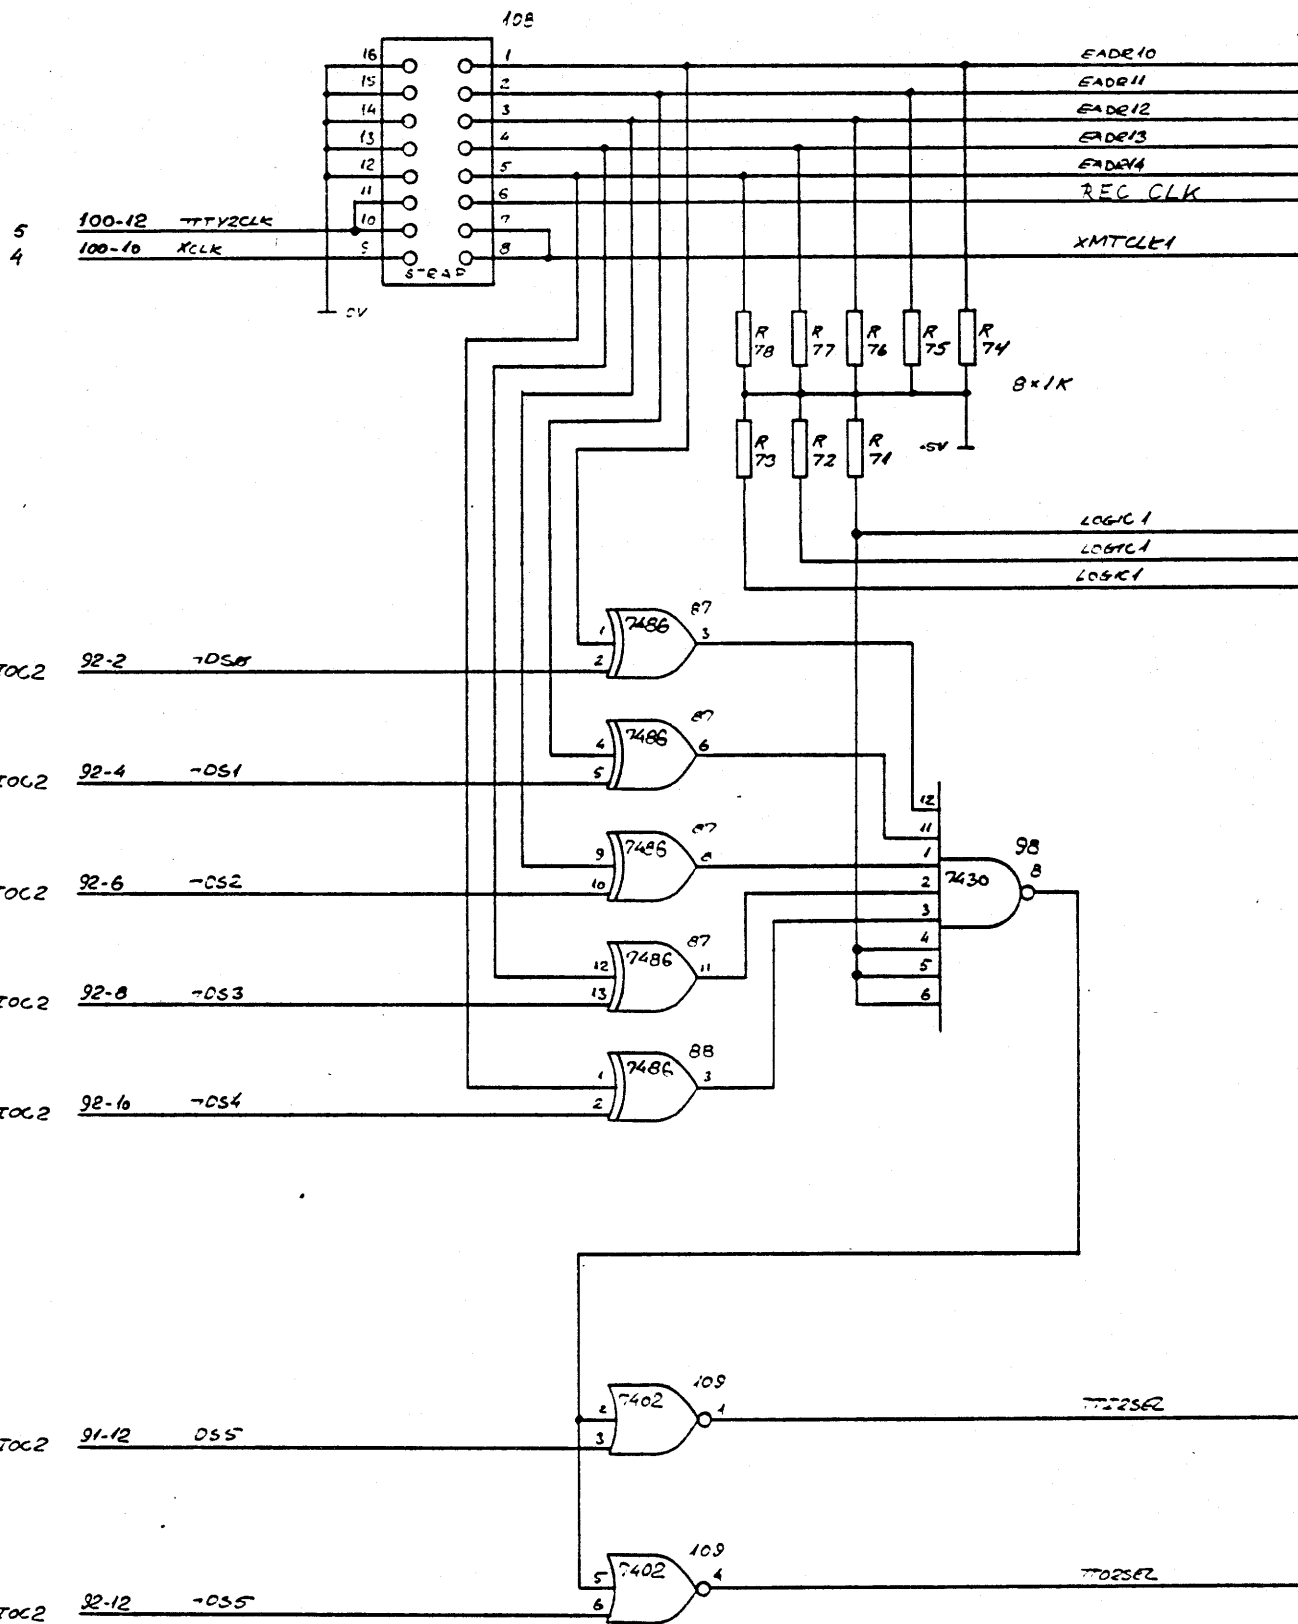 108
16 1 EADR10
15 2 EADR11
14 3 EADR12
13 4 EADR13
12 5 EADR14
11 6 REC CLK
5 100-12 TTY2CLK 10 7
4 100-10 XCLK 9 8 XMTCLK1
STRAP
0V
R 78 R 77 R 76 R 75 R 74
8×1K
R 73 R 72 R 71 -5V
LOGIC1
LOGIC1
LOGIC1
87
1 7486 3
TOC2 92-2 ¬DS0 2
87
4 7486 6
TOC2 92-4 ¬DS1 5
12
11
87
9 7486 8 1 98
TOC2 92-6 ¬DS2 10 2 7430 8
3
87 4
12 7486 11 5
TOC2 92-8 ¬DS3 13 6
88
1 7486 3
TOC2 92-10 ¬DS4 2
109
2 7402 1 TTI2SEL
TOC2 91-12 DS5 3
109
5 7402 4 TTO2SEL
TOC2 92-12 ¬DS5 6